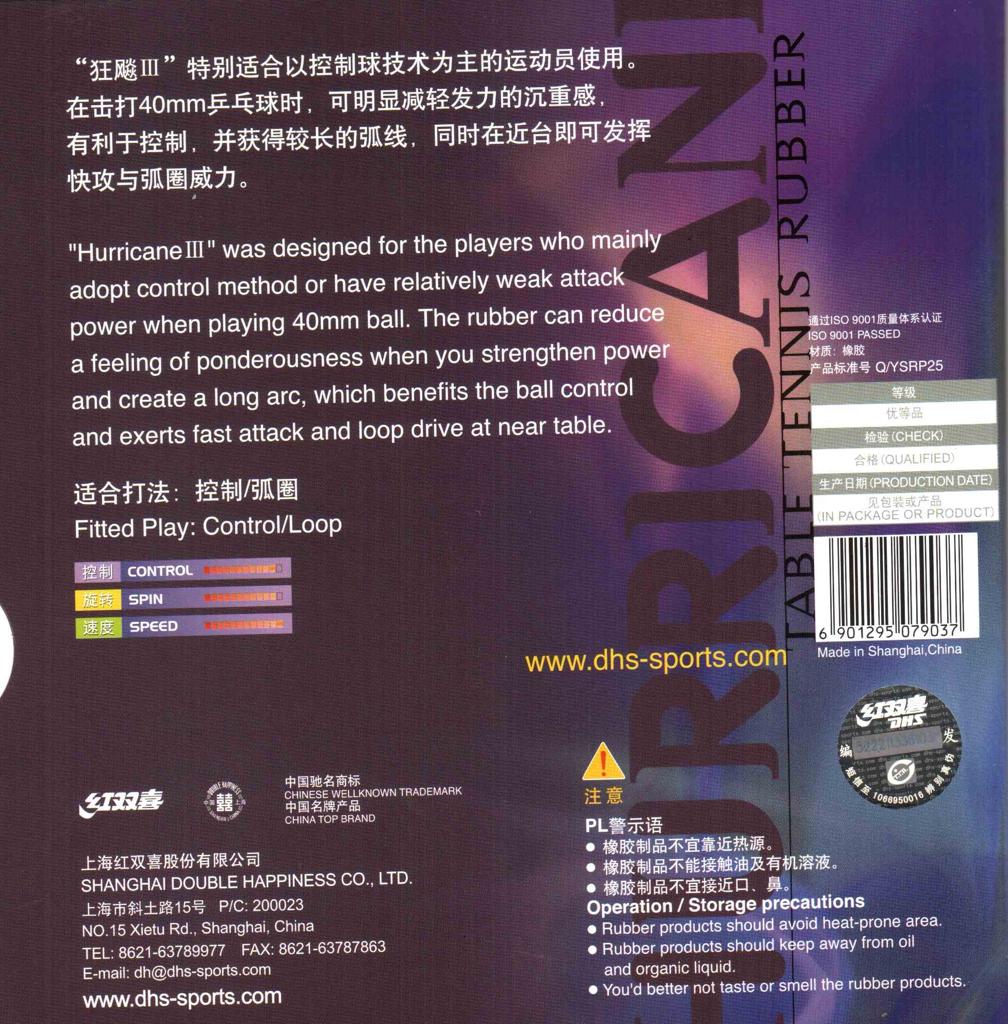 “狂飚Ⅲ”特别适合以控制球技术为主的运动员使用。
在击打40mm乒乓球时，可明显减轻发力的沉重感，
有利于控制，并获得较长的弧线，同时在近台即可发挥
快攻与弧圈威力。
"Hurricane Ⅲ" was designed for the players who mainly
adopt control method or have relatively weak attack
power when playing 40mm ball. The rubber can reduce
a feeling of ponderousness when you strengthen power
and create a long arc, which benefits the ball control
and exerts fast attack and loop drive at near table.
适合打法：控制/弧圈
Fitted Play: Control/Loop
控制 CONTROL
旋转 SPIN
速度 SPEED
HURRICANE
TABLE TENNIS RUBBER
通过ISO 9001质量体系认证
ISO 9001 PASSED
材质：橡胶
产品标准号 Q/YSRP25
等级
优等品
检验(CHECK)
合格(QUALIFIED)
生产日期(PRODUCTION DATE)
见包装或产品
(IN PACKAGE OR PRODUCT)
6 901295 079037
Made in Shanghai,China
www.dhs-sports.com
红双喜
DHS
编 发
短信至 1066950016 辨别真伪
红双喜
中国驰名商标
CHINESE WELLKNOWN TRADEMARK
中国名牌产品
CHINA TOP BRAND
上海红双喜股份有限公司
SHANGHAI DOUBLE HAPPINESS CO., LTD.
上海市斜土路15号 P/C: 200023
NO.15 Xietu Rd., Shanghai, China
TEL: 8621-63789977 FAX: 8621-63787863
E-mail: dh@dhs-sports.com
www.dhs-sports.com
注意
PL警示语
● 橡胶制品不宜靠近热源。
● 橡胶制品不能接触油及有机溶液。
● 橡胶制品不宜接近口、鼻。
Operation / Storage precautions
● Rubber products should avoid heat-prone area.
● Rubber products should keep away from oil
and organic liquid.
● You'd better not taste or smell the rubber products.